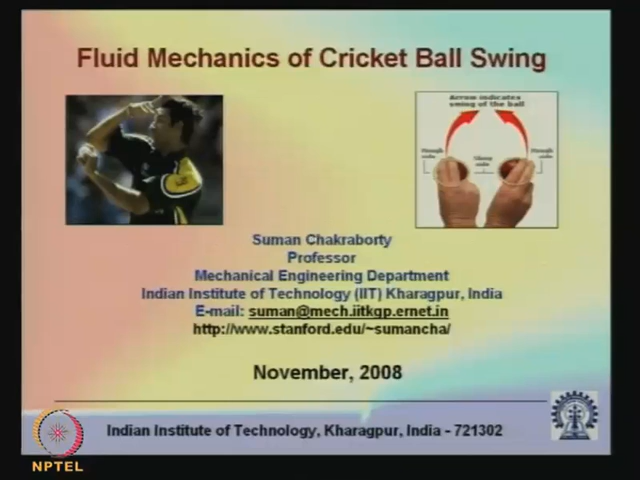 Fluid Mechanics of Cricket Ball Swing
Arrow indicates
swing of the ball
Rough
side
Shiny
side
Rough
side
Suman Chakraborty
Professor
Mechanical Engineering Department
Indian Institute of Technology (IIT) Kharagpur, India
E-mail: suman@mech.iitkgp.ernet.in
http://www.stanford.edu/~sumancha/
November, 2008
Indian Institute of Technology, Kharagpur, India - 721302
NPTEL